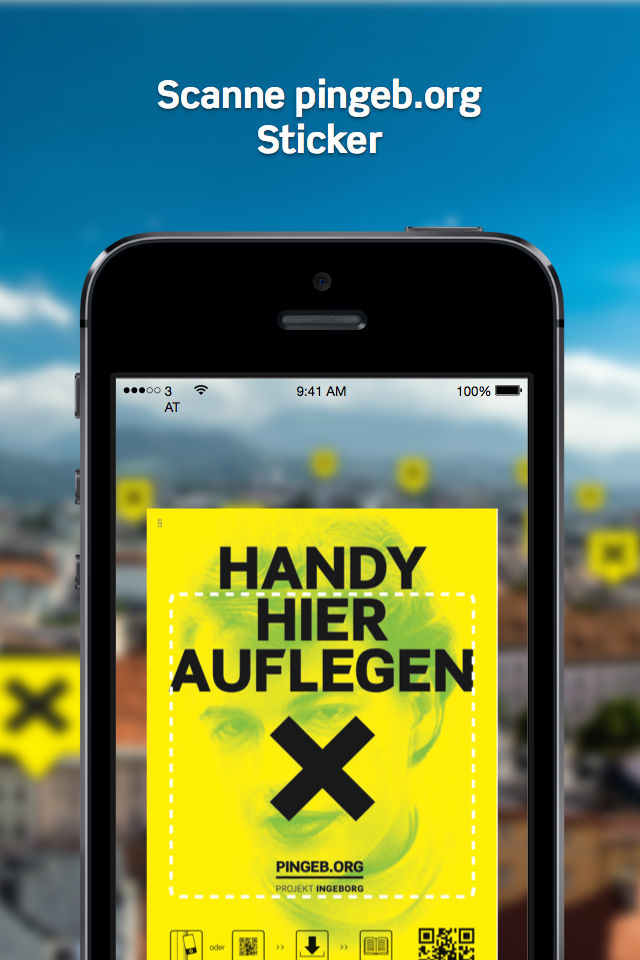 Scanne pingeb.org
Sticker
3
AT
9:41 AM
100%
HANDY
HIER
AUFLEGEN
PINGEB.ORG
PROJEKT INGEBORG
oder >> >>